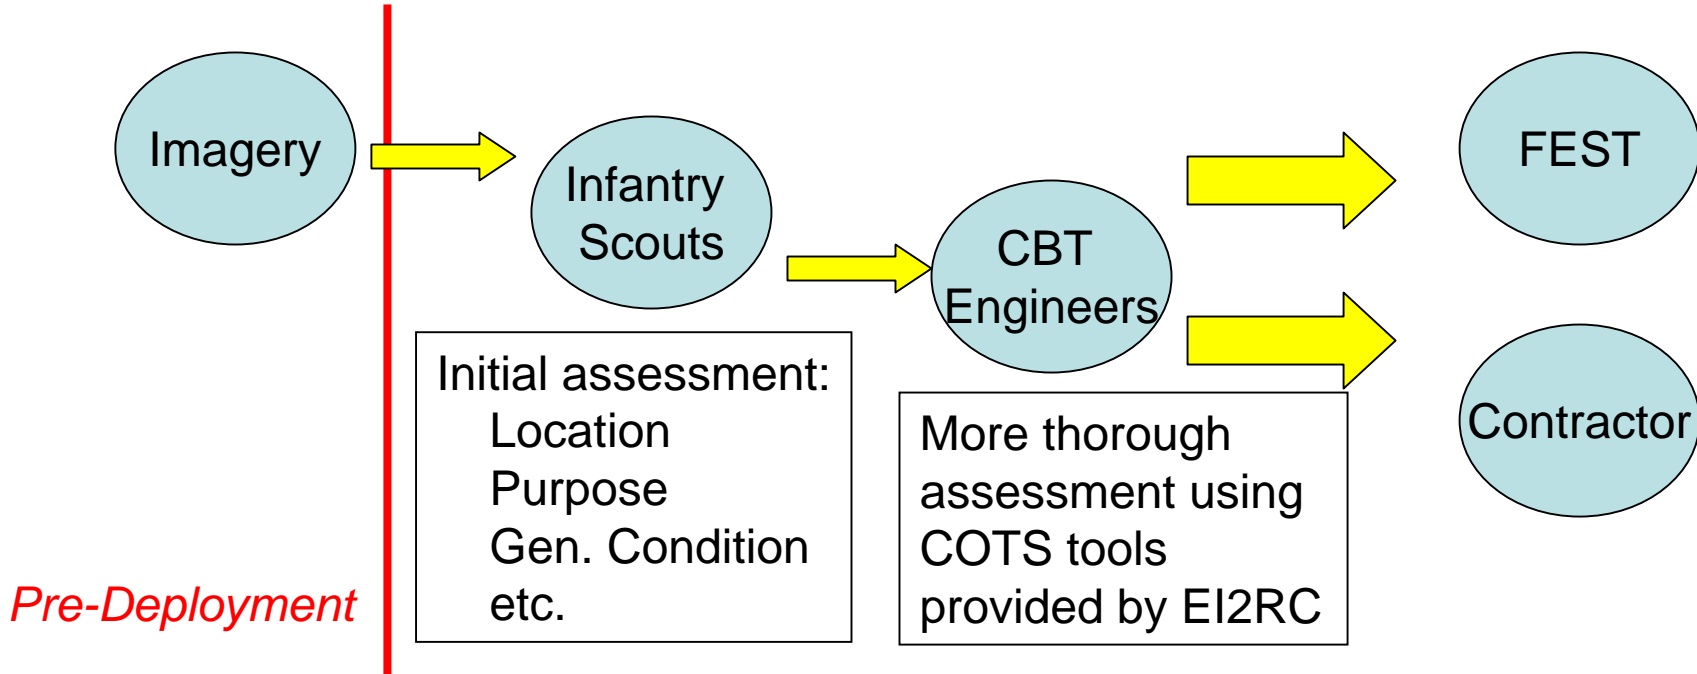 Imagery
Infantry
Scouts
CBT
Engineers
FEST
Contractor
Initial assessment:
Location
Purpose
Gen. Condition
etc.
More thorough
assessment using
COTS tools
provided by EI2RC
Pre-Deployment